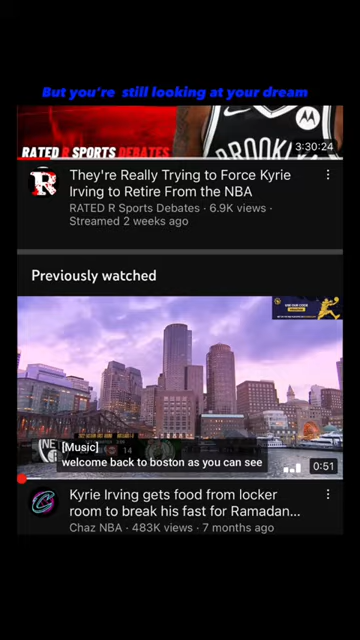 But you're still looking at your dream
RATED R SPORTS DEBATES
BROOKLYN
3:30:24
They're Really Trying to Force Kyrie
Irving to Retire From the NBA
RATED R Sports Debates · 6.9K views ·
Streamed 2 weeks ago
Previously watched
NE
14
[Music]
welcome back to boston as you can see
0:51
Kyrie Irving gets food from locker
room to break his fast for Ramadan...
Chaz NBA · 483K views · 7 months ago